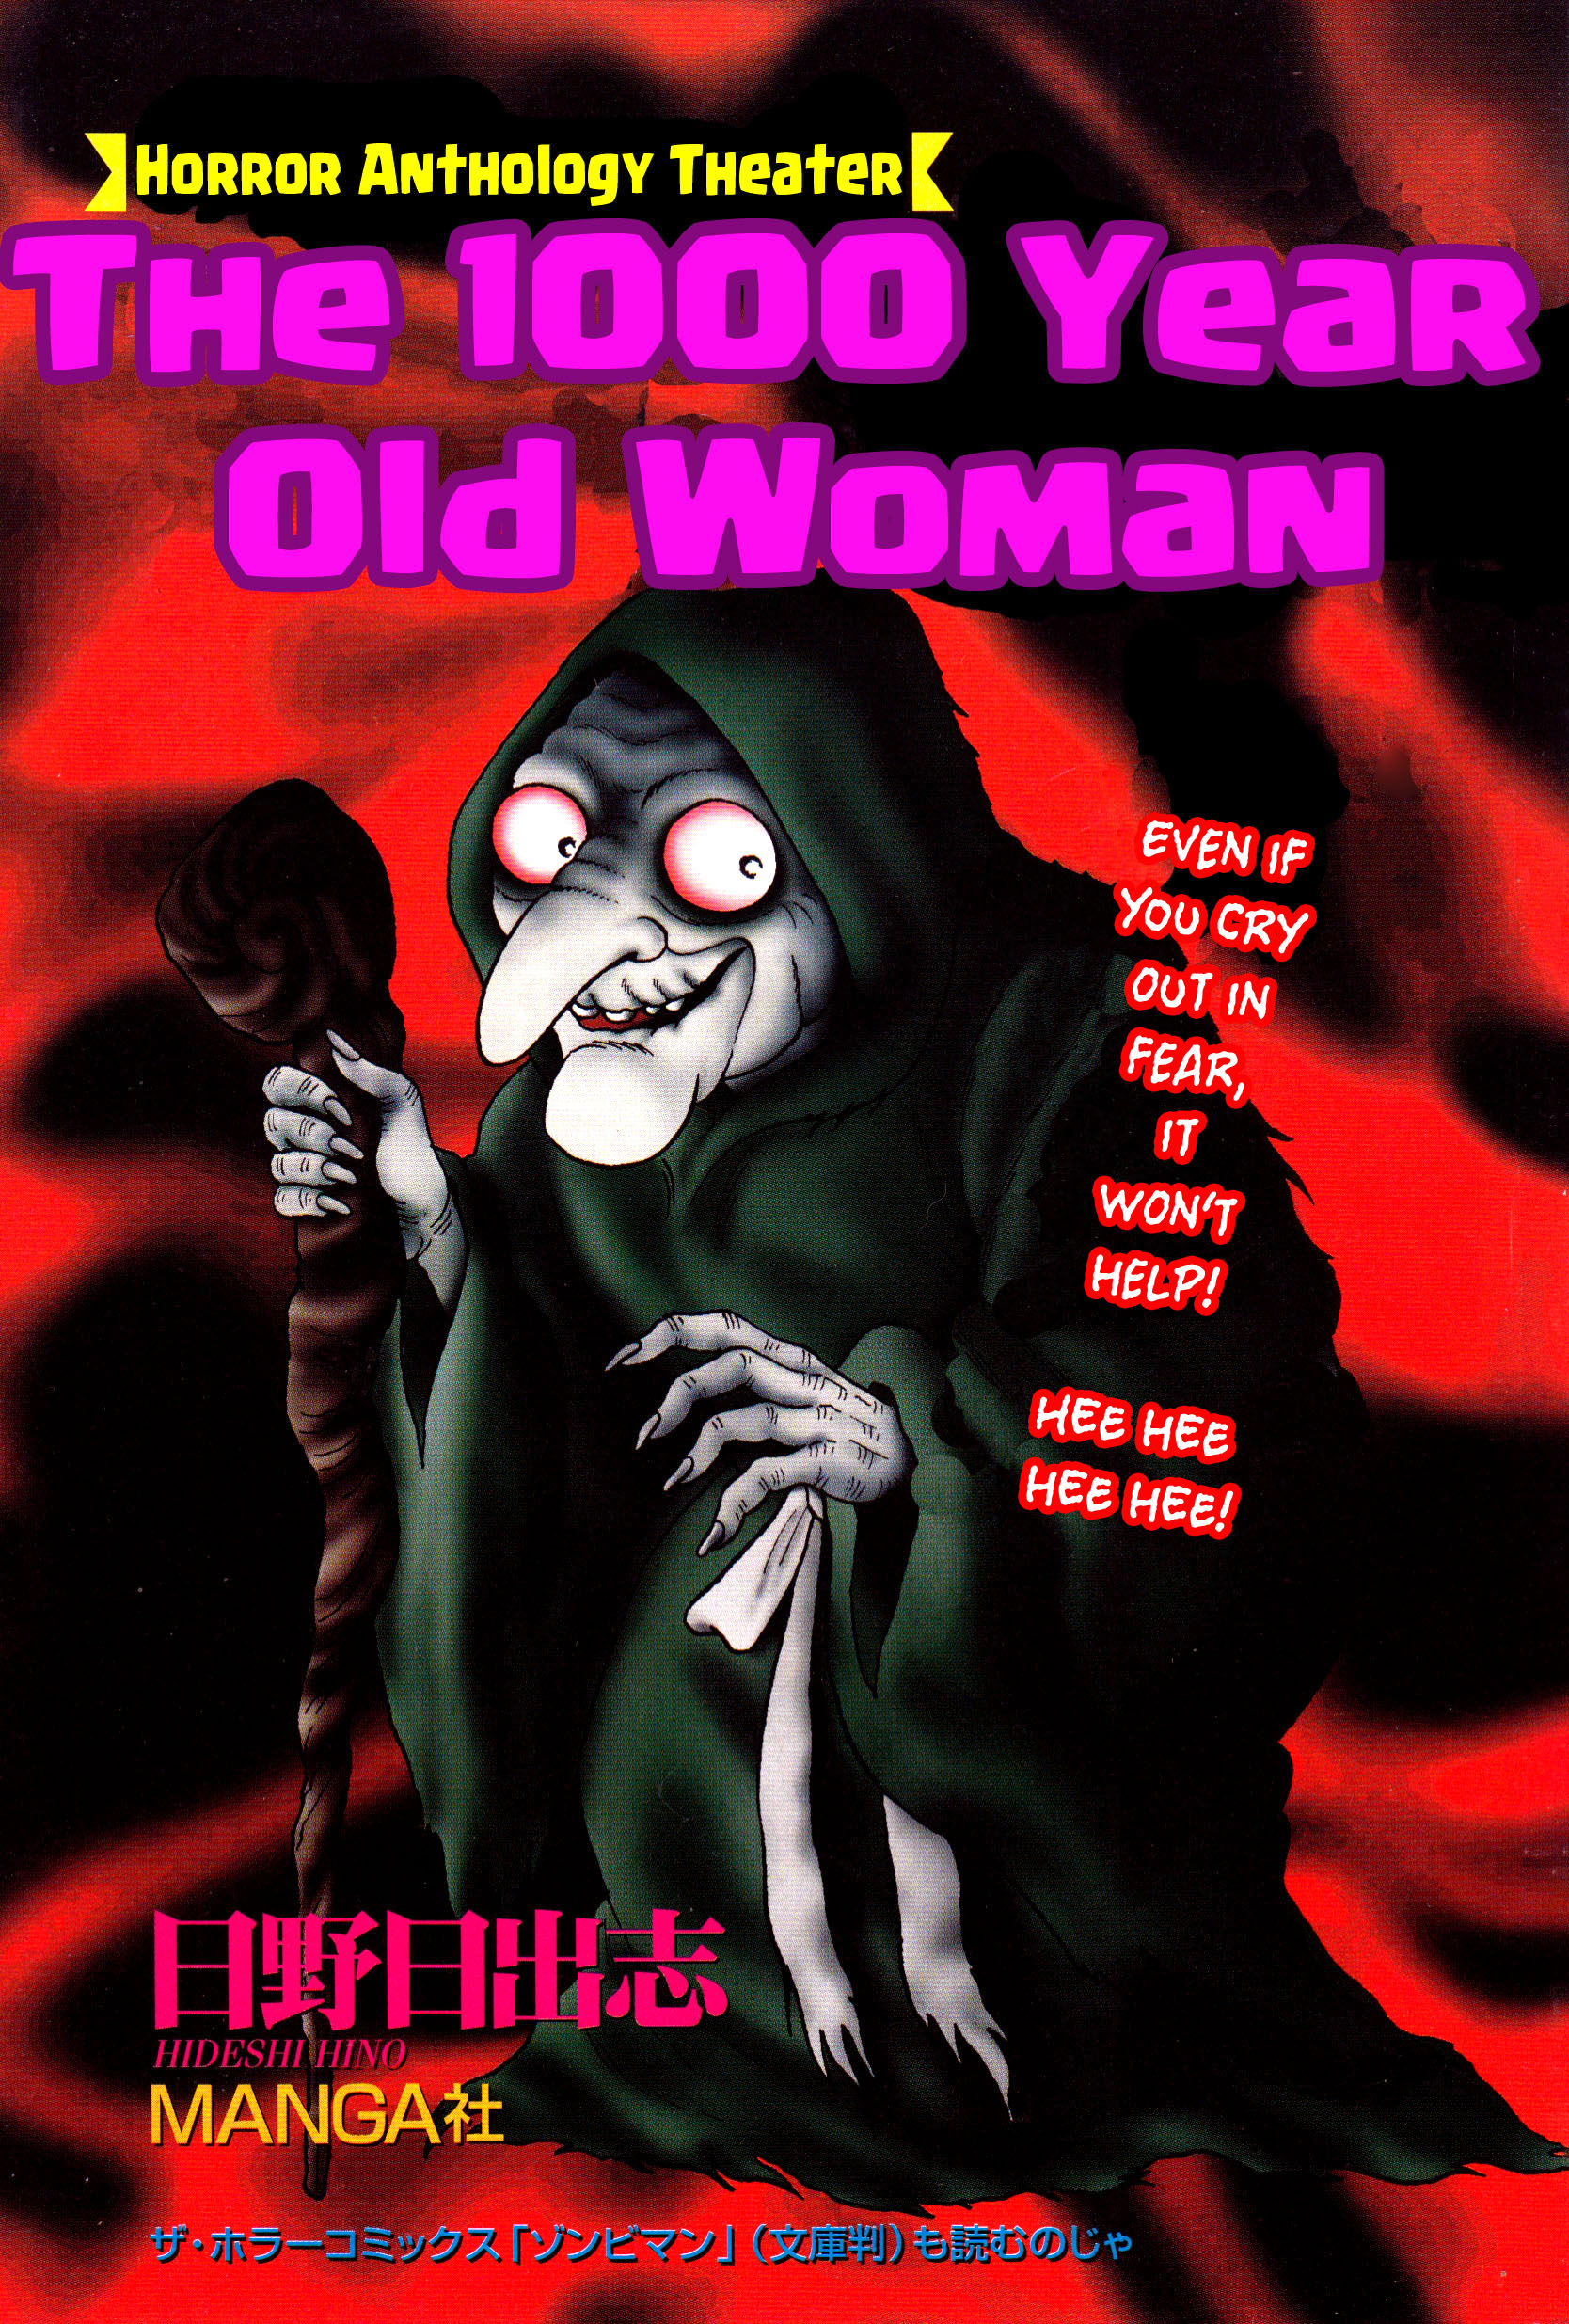 Horror Anthology Theater
The 1000 Year
Old Woman
EVEN IF
YOU CRY
OUT IN
FEAR,
IT
WON'T
HELP!
HEE HEE
HEE HEE!
日野日出志
HIDESHI HINO
MANGA社
ザ・ホラーコミックス「ゾンビマン」（文庫判）も読むのじゃ